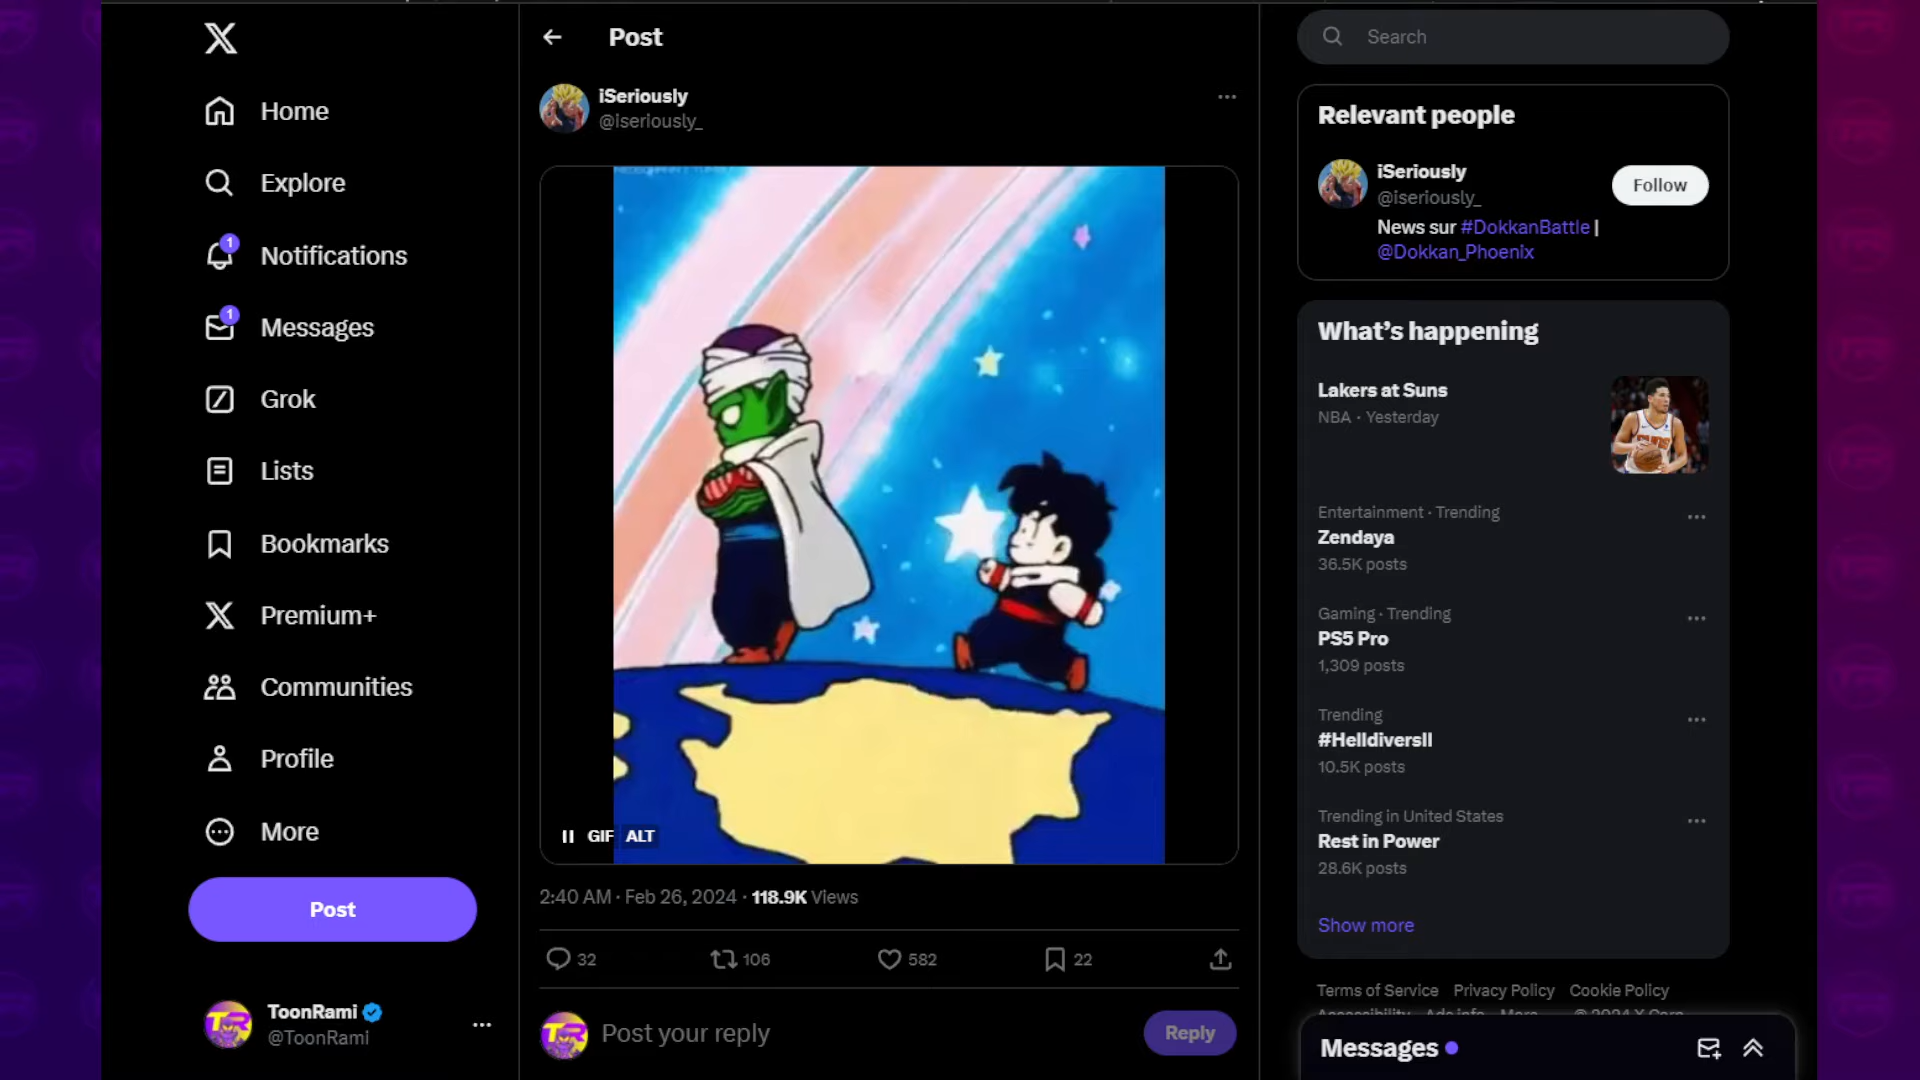 Home
Explore
1
Notifications
1
Messages
Grok
Lists
Bookmarks
Premium+
Communities
Profile
More
Post
ToonRami
@ToonRami
Post
iSeriously
@iseriously_
GIF ALT
2:40 AM · Feb 26, 2024 · 118.9K Views
32 106 582 22
Post your reply
Reply
Search
Relevant people
iSeriously
@iseriously_
Follow
News sur #DokkanBattle |
@Dokkan_Phoenix
What's happening
Lakers at Suns
NBA · Yesterday
Entertainment · Trending
Zendaya
36.5K posts
Gaming · Trending
PS5 Pro
1,309 posts
Trending
#HelldiversII
10.5K posts
Trending in United States
Rest in Power
28.6K posts
Show more
Terms of Service Privacy Policy Cookie Policy
Messages